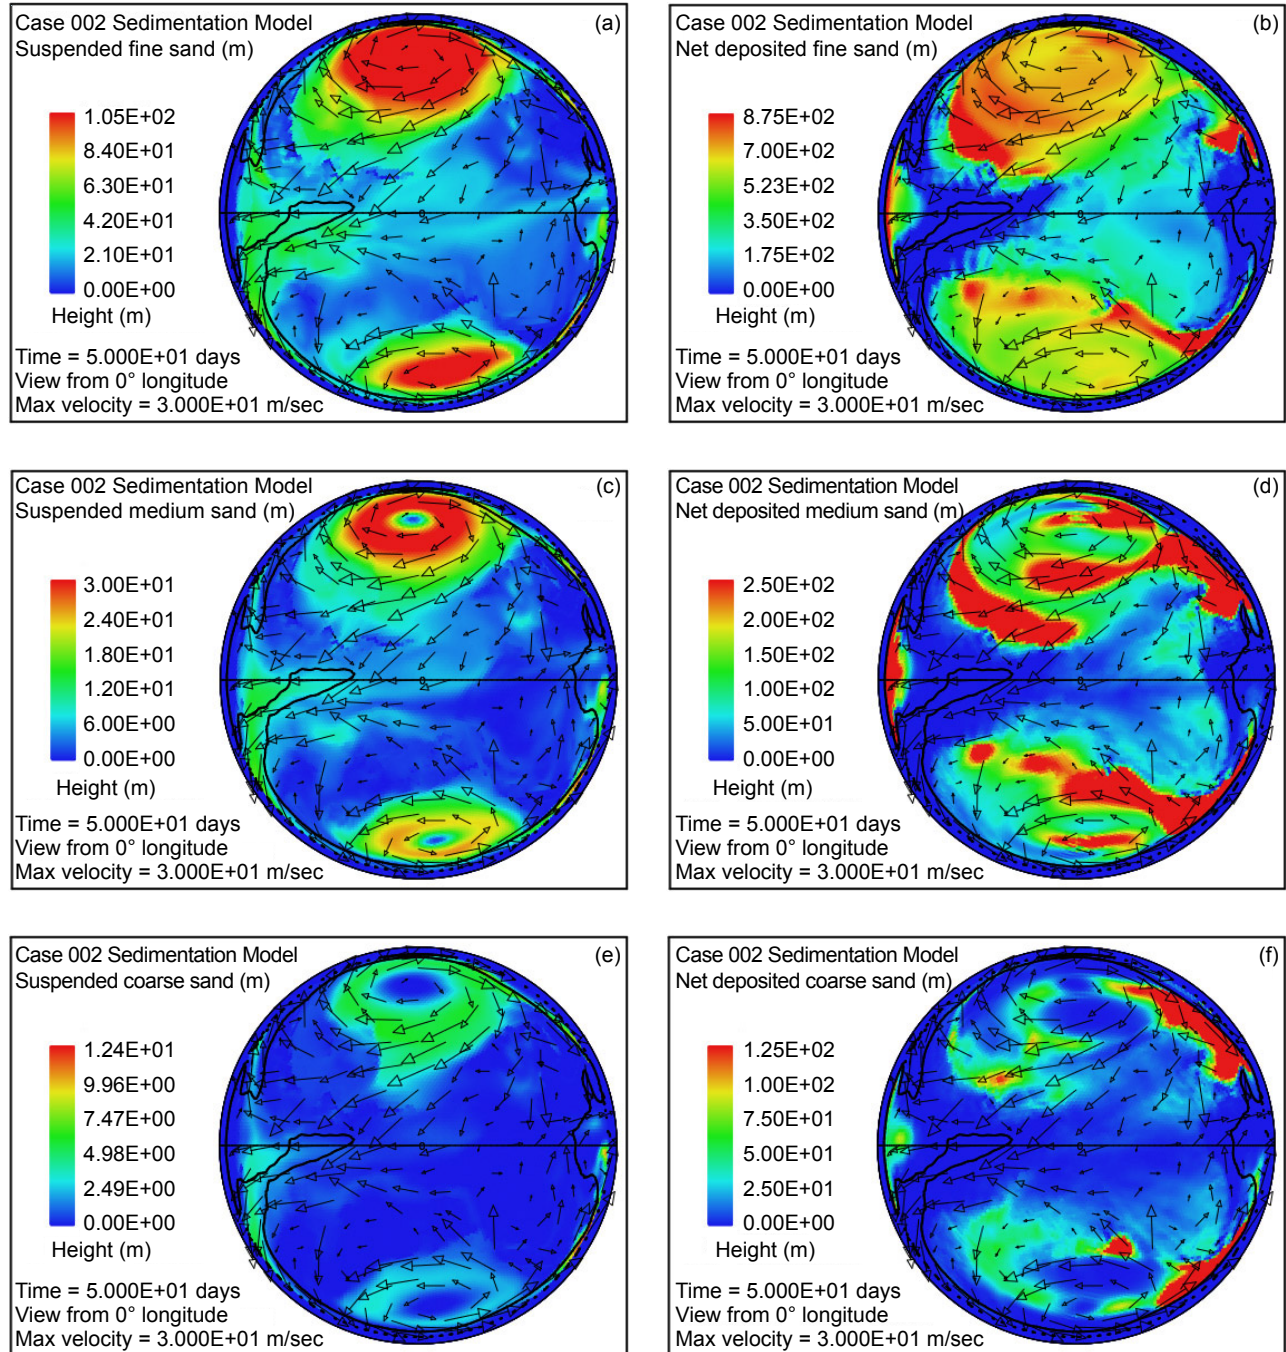 Case 002 Sedimentation Model (a)
Suspended fine sand (m)
1.05E+02
8.40E+01
6.30E+01
4.20E+01
2.10E+01
0.00E+00
Height (m)
0
Time = 5.000E+01 days
View from 0° longitude
Max velocity = 3.000E+01 m/sec
Case 002 Sedimentation Model (b)
Net deposited fine sand (m)
8.75E+02
7.00E+02
5.23E+02
3.50E+02
1.75E+02
0.00E+00
Height (m)
0
Time = 5.000E+01 days
View from 0° longitude
Max velocity = 3.000E+01 m/sec
Case 002 Sedimentation Model (c)
Suspended medium sand (m)
3.00E+01
2.40E+01
1.80E+01
1.20E+01
6.00E+00
0.00E+00
Height (m)
0
Time = 5.000E+01 days
View from 0° longitude
Max velocity = 3.000E+01 m/sec
Case 002 Sedimentation Model (d)
Net deposited medium sand (m)
2.50E+02
2.00E+02
1.50E+02
1.00E+02
5.00E+01
0.00E+00
Height (m)
0
Time = 5.000E+01 days
View from 0° longitude
Max velocity = 3.000E+01 m/sec
Case 002 Sedimentation Model (e)
Suspended coarse sand (m)
1.24E+01
9.96E+00
7.47E+00
4.98E+00
2.49E+00
0.00E+00
Height (m)
0
Time = 5.000E+01 days
View from 0° longitude
Max velocity = 3.000E+01 m/sec
Case 002 Sedimentation Model (f)
Net deposited coarse sand (m)
1.25E+02
1.00E+02
7.50E+01
5.00E+01
2.50E+01
0.00E+00
Height (m)
0
Time = 5.000E+01 days
View from 0° longitude
Max velocity = 3.000E+01 m/sec